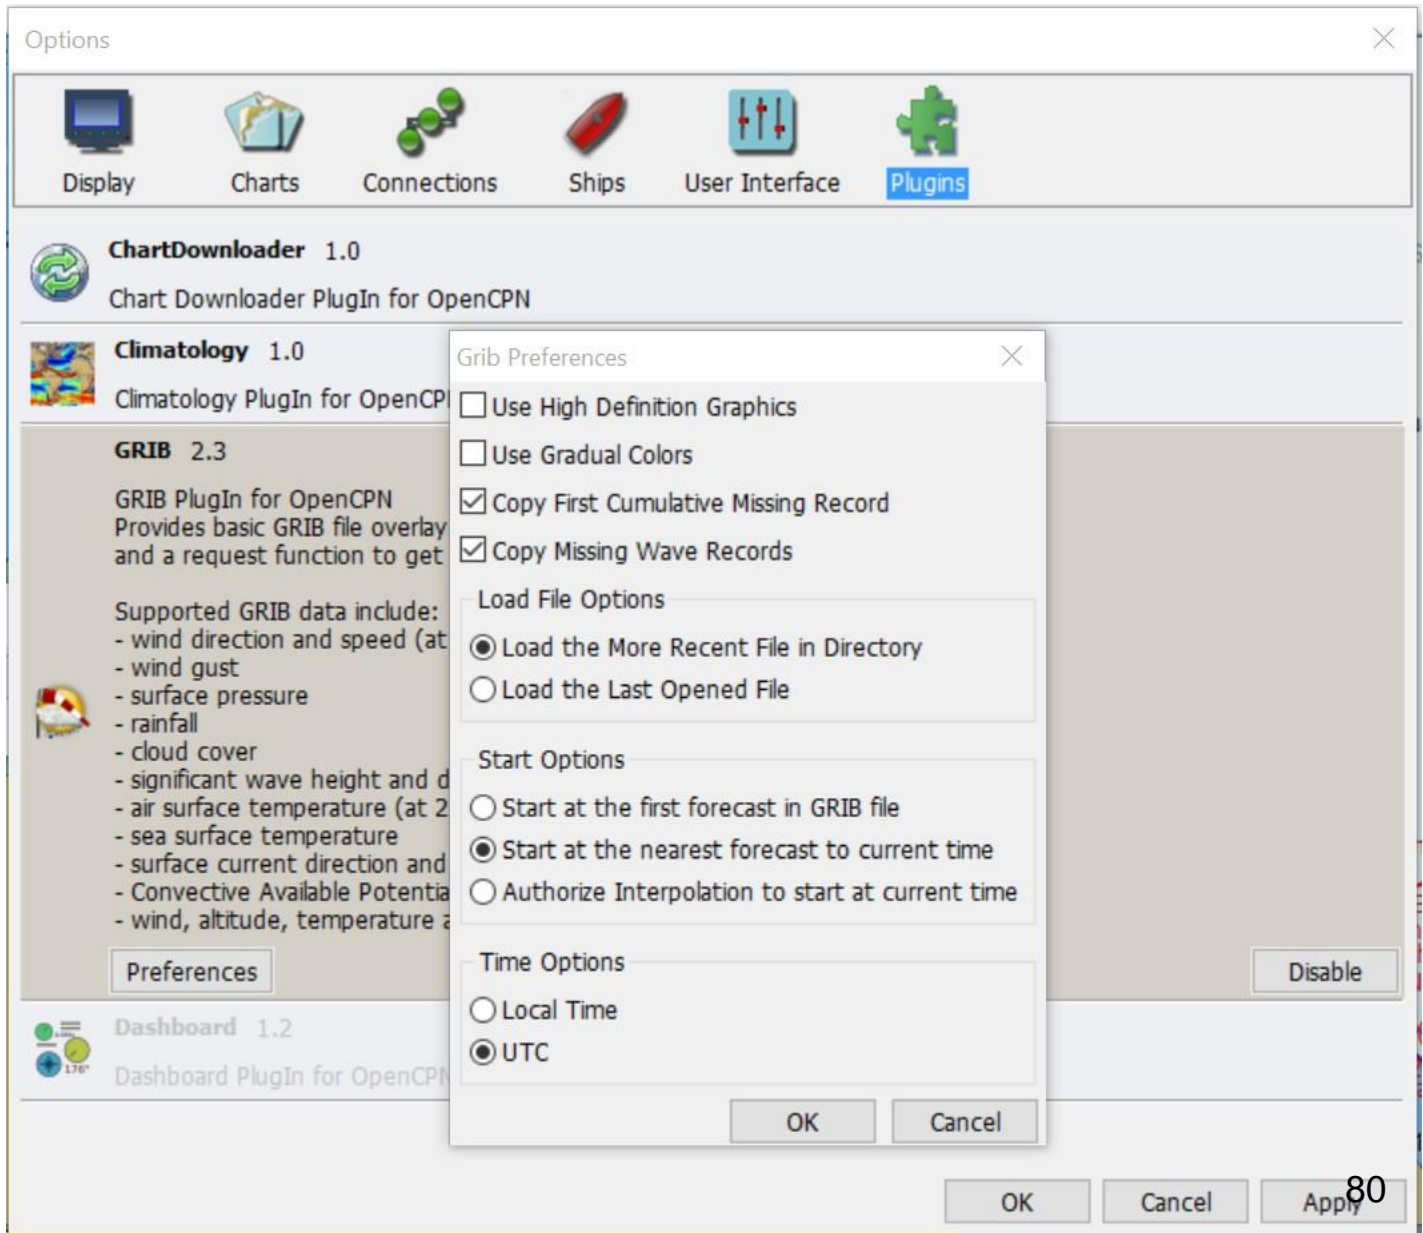 Options
Display Charts Connections Ships User Interface Plugins
ChartDownloader 1.0
Chart Downloader PlugIn for OpenCPN
Climatology 1.0
Climatology PlugIn for OpenCP
GRIB 2.3
GRIB PlugIn for OpenCPN
Provides basic GRIB file overlay
and a request function to get
Supported GRIB data include:
- wind direction and speed (at
- wind gust
- surface pressure
- rainfall
- cloud cover
- significant wave height and d
- air surface temperature (at 2
- sea surface temperature
- surface current direction and
- Convective Available Potentia
- wind, altitude, temperature a
Preferences
Disable
Dashboard 1.2
176°
Dashboard PlugIn for OpenCPN
Grib Preferences
Use High Definition Graphics
Use Gradual Colors
Copy First Cumulative Missing Record
Copy Missing Wave Records
Load File Options
Load the More Recent File in Directory
Load the Last Opened File
Start Options
Start at the first forecast in GRIB file
Start at the nearest forecast to current time
Authorize Interpolation to start at current time
Time Options
Local Time
UTC
OK Cancel
OK Cancel Apply
80